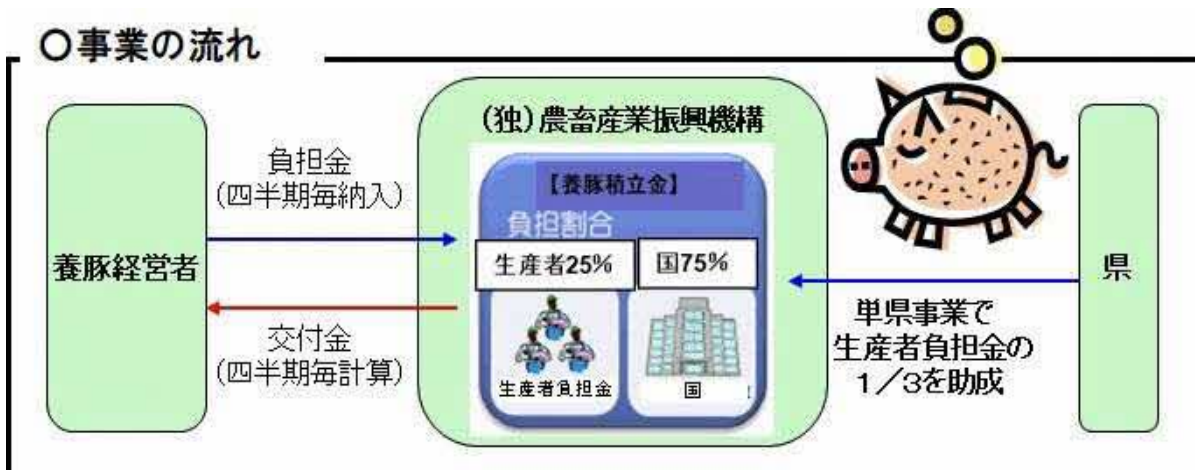 ○事業の流れ
養豚経営者
負担金
(四半期毎納入)
交付金
(四半期毎計算)
(独)農畜産業振興機構
【養豚積立金】
負担割合
生産者25%
国75%
生産者負担金
国
単県事業で
生産者負担金の
1/3を助成
県